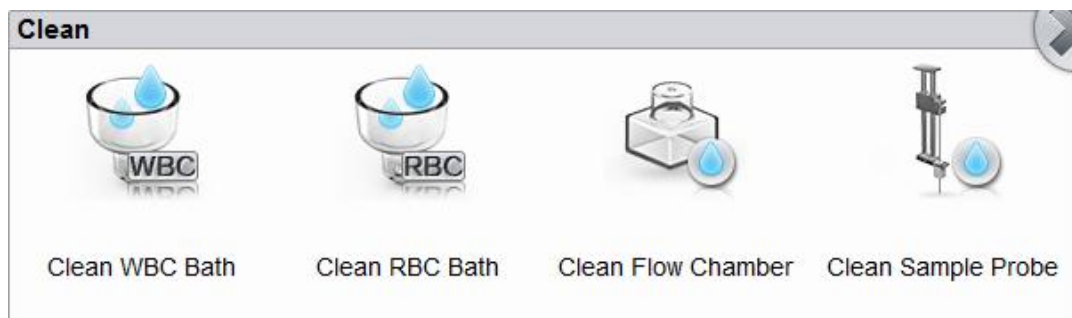 Clean
WBC
RBC
Clean WBC Bath
Clean RBC Bath
Clean Flow Chamber
Clean Sample Probe